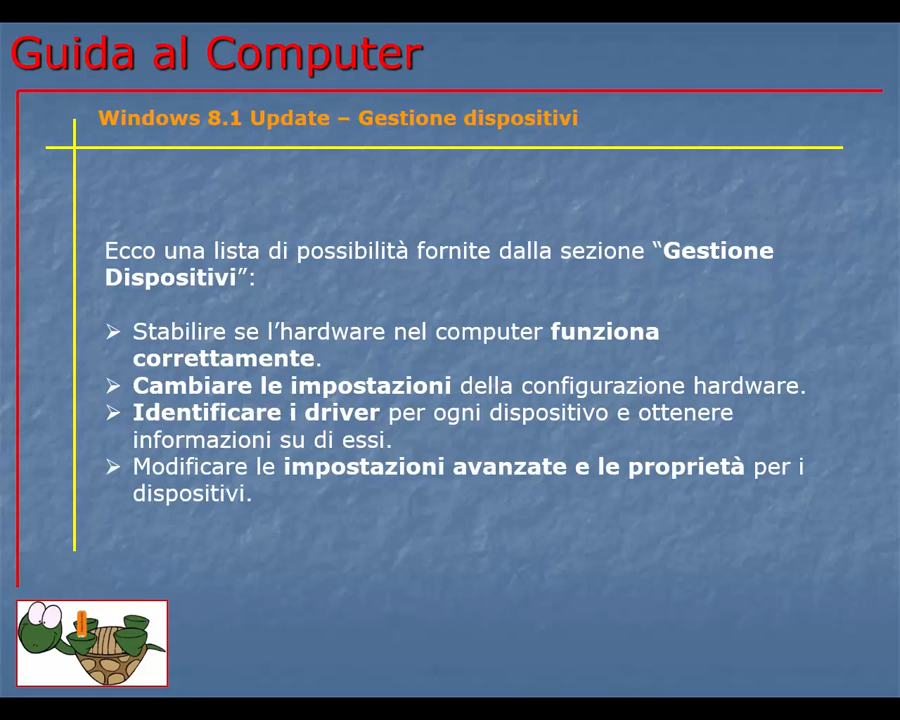 Guida al Computer
Windows 8.1 Update – Gestione dispositivi
Ecco una lista di possibilità fornite dalla sezione “Gestione
Dispositivi”:
➢ Stabilire se l’hardware nel computer funziona
correttamente.
➢ Cambiare le impostazioni della configurazione hardware.
➢ Identificare i driver per ogni dispositivo e ottenere
informazioni su di essi.
➢ Modificare le impostazioni avanzate e le proprietà per i
dispositivi.